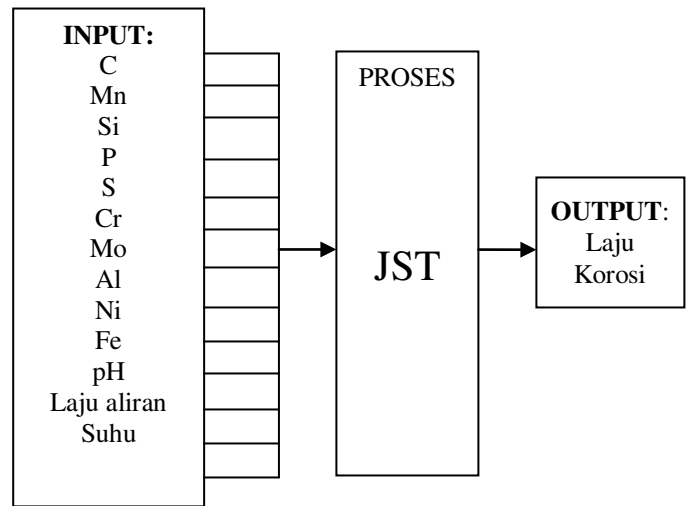 INPUT:
C
Mn
Si
P
S
Cr
Mo
Al
Ni
Fe
pH
Laju aliran
Suhu
PROSES
JST
OUTPUT:
Laju
Korosi